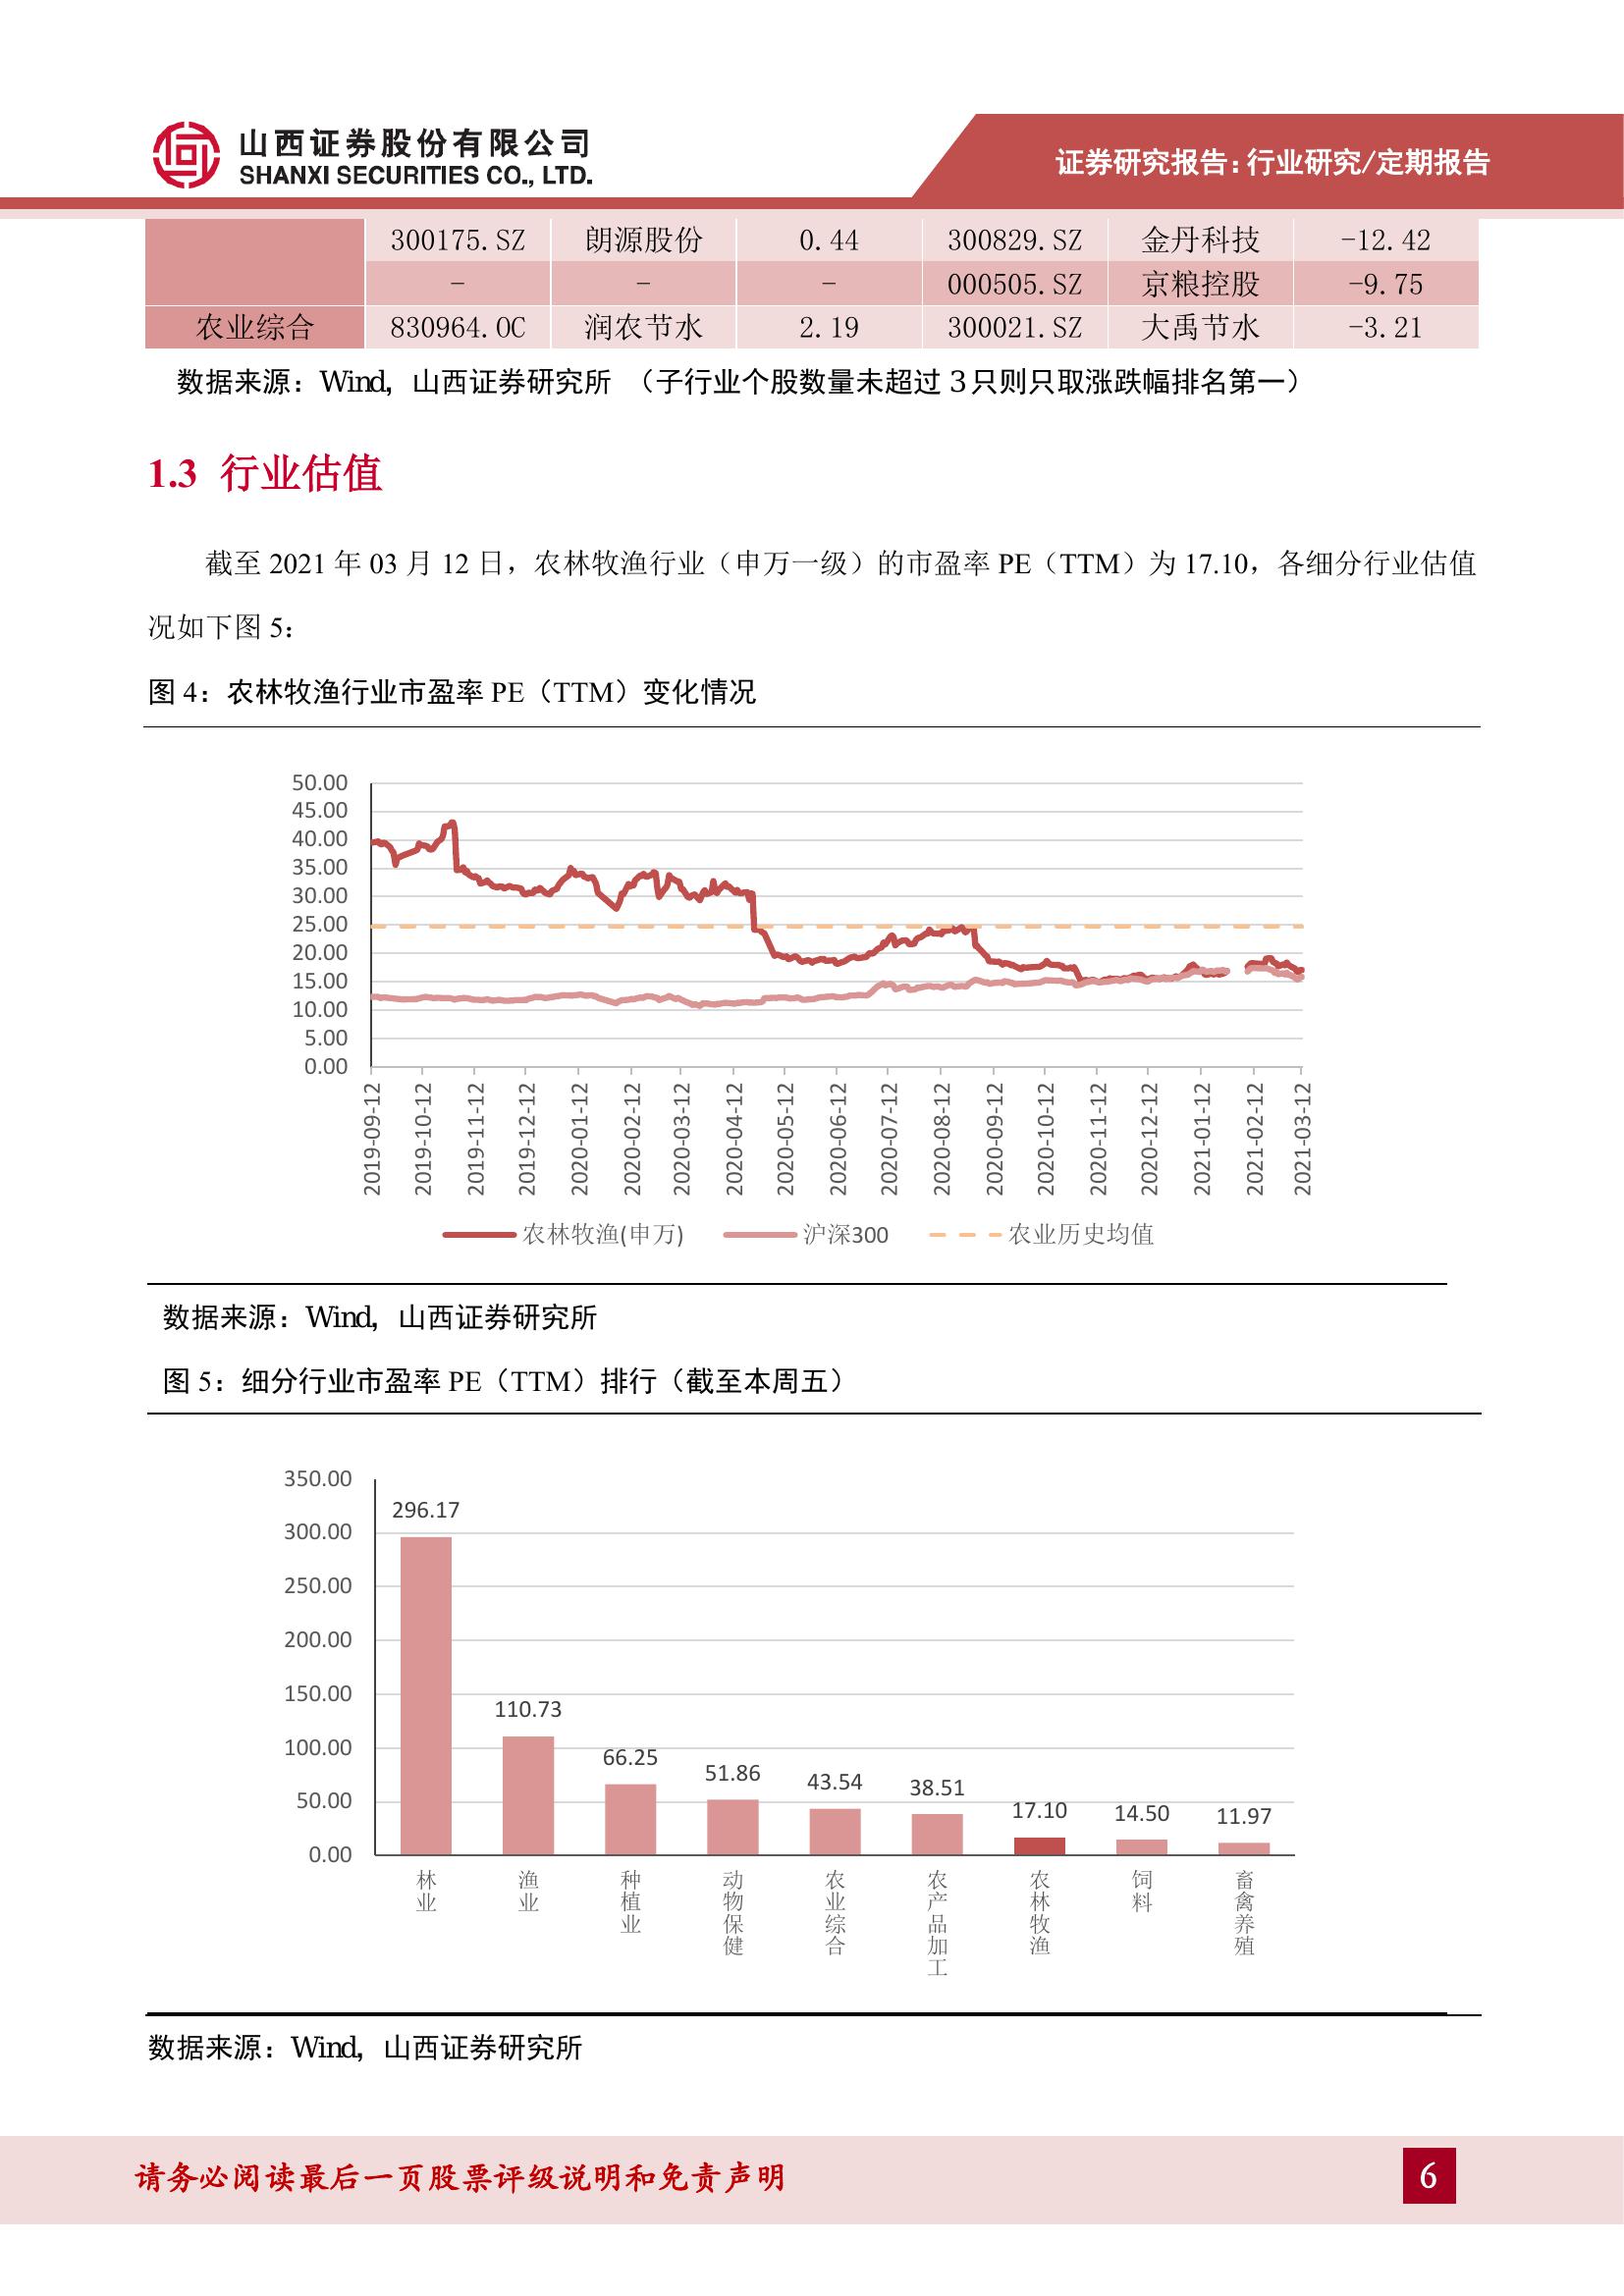 山西证券股份有限公司
SHANXI SECURITIES CO., LTD.
证券研究报告：行业研究/定期报告
300175.SZ 朗源股份 0.44 300829.SZ 金丹科技 -12.42
- - - 000505.SZ 京粮控股 -9.75
农业综合 830964.OC 润农节水 2.19 300021.SZ 大禹节水 -3.21
数据来源：Wind，山西证券研究所 （子行业个股数量未超过 3 只则只取涨跌幅排名第一）
1.3 行业估值
截至 2021 年 03 月 12 日，农林牧渔行业（申万一级）的市盈率 PE（TTM）为 17.10，各细分行业估值
况如下图 5：
图 4：农林牧渔行业市盈率 PE（TTM）变化情况
50.00
45.00
40.00
35.00
30.00
25.00
20.00
15.00
10.00
5.00
0.00
2019-09-12
2019-10-12
2019-11-12
2019-12-12
2020-01-12
2020-02-12
2020-03-12
2020-04-12
2020-05-12
2020-06-12
2020-07-12
2020-08-12
2020-09-12
2020-10-12
2020-11-12
2020-12-12
2021-01-12
2021-02-12
2021-03-12
农林牧渔(申万) 沪深300 农业历史均值
数据来源：Wind，山西证券研究所
图 5：细分行业市盈率 PE（TTM）排行（截至本周五）
350.00
300.00
250.00
200.00
150.00
100.00
50.00
0.00
296.17
110.73
66.25
51.86
43.54
38.51
17.10
14.50
11.97
林业
渔业
种植业
动物保健
农业综合
农产品加工
农林牧渔
饲料
畜禽养殖
数据来源：Wind，山西证券研究所
请务必阅读最后一页股票评级说明和免责声明
6